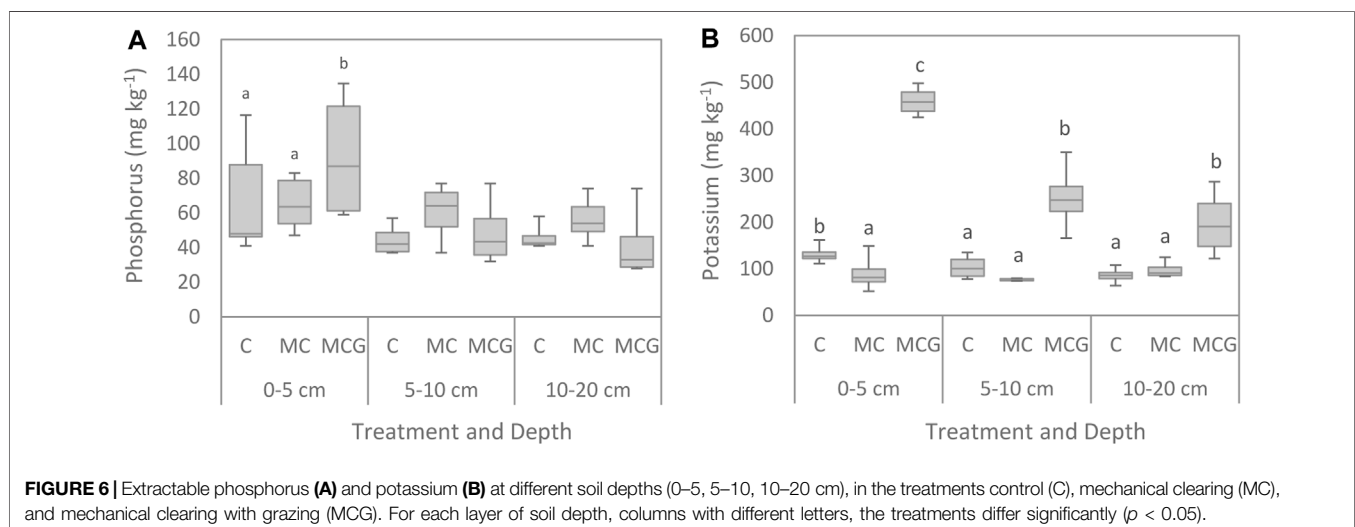 A
160
140
120
100
80
60
40
20
0
Phosphorus (mg kg⁻¹)
a
a
b
C MC MCG C MC MCG C MC MCG
0-5 cm 5-10 cm 10-20 cm
Treatment and Depth
B
600
500
400
300
200
100
0
Potassium (mg kg⁻¹)
b
a
c
a
a
b
a
a
b
C MC MCG C MC MCG C MC MCG
0-5 cm 5-10 cm 10-20 cm
Treatment and Depth
FIGURE 6 | Extractable phosphorus (A) and potassium (B) at different soil depths (0–5, 5–10, 10–20 cm), in the treatments control (C), mechanical clearing (MC),
and mechanical clearing with grazing (MCG). For each layer of soil depth, columns with different letters, the treatments differ significantly (p < 0.05).